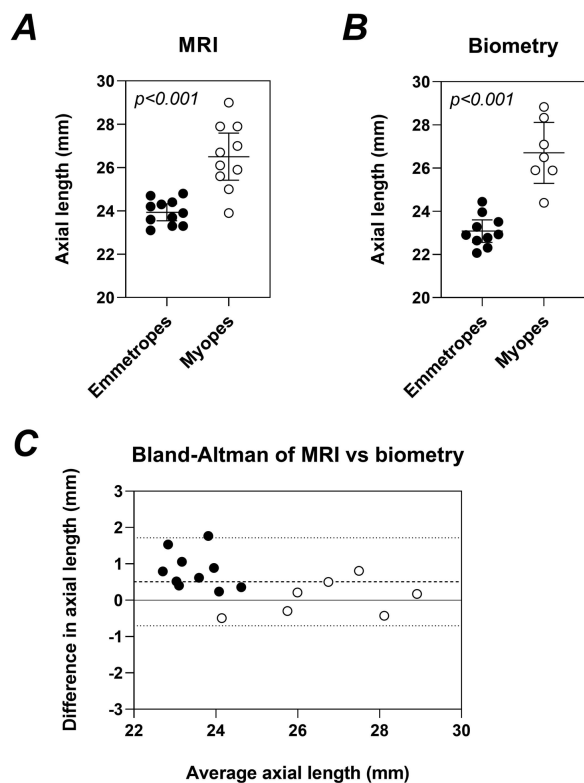 A
MRI
p<0.001
Axial length (mm)
30
28
26
24
22
20
Emmetropes
Myopes
B
Biometry
p<0.001
Axial length (mm)
30
28
26
24
22
20
Emmetropes
Myopes
C
Bland-Altman of MRI vs biometry
Difference in axial length (mm)
3
2
1
0
-1
-2
-3
22 24 26 28 30
Average axial length (mm)